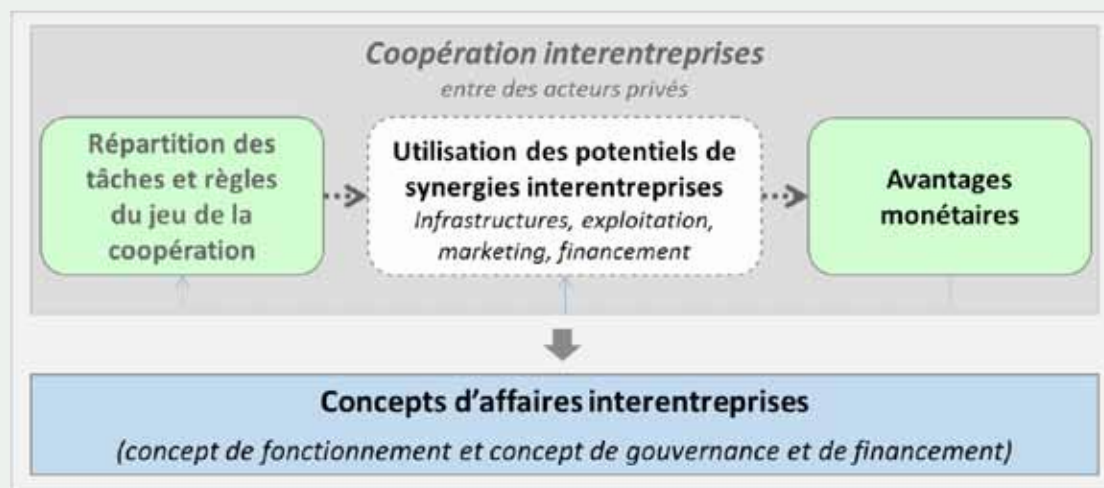 Coopération interentreprises
entre des acteurs privés
Répartition des
tâches et règles
du jeu de la
coopération
Utilisation des potentiels de
synergies interentreprises
Infrastructures, exploitation,
marketing, financement
Avantages
monétaires
Concepts d'affaires interentreprises
(concept de fonctionnement et concept de gouvernance et de financement)